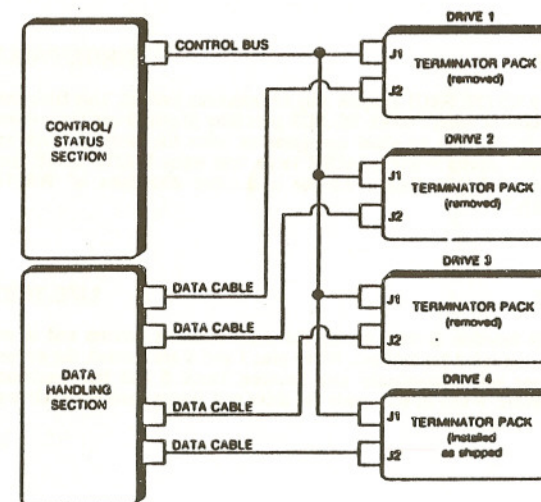 CONTROL BUS
CONTROL/
STATUS
SECTION
DATA
HANDLING
SECTION
DATA CABLE
DATA CABLE
DATA CABLE
DATA CABLE
DRIVE 1
J1
J2
TERMINATOR PACK
(removed)
DRIVE 2
J1
J2
TERMINATOR PACK
(removed)
DRIVE 3
J1
J2
TERMINATOR PACK
(removed)
DRIVE 4
J1
J2
TERMINATOR PACK
(installed
as shipped